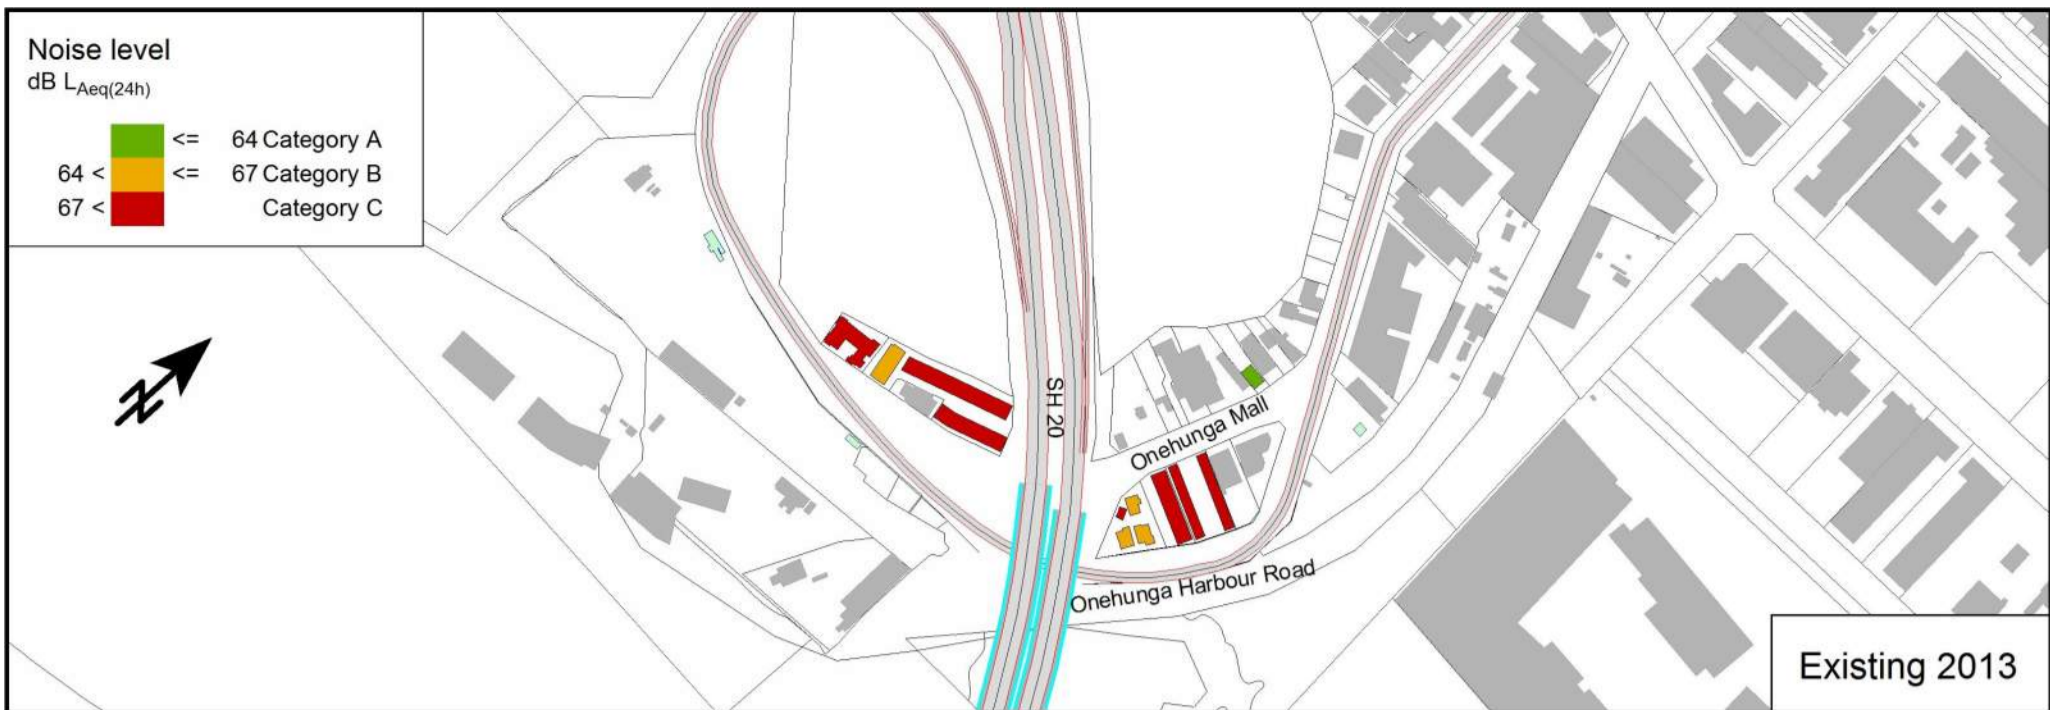 Noise level
dB LAeq(24h)
<= 64 Category A
64 < <= 67 Category B
67 < Category C
SH 20
Onehunga Mall
Onehunga Harbour Road
N
Existing 2013